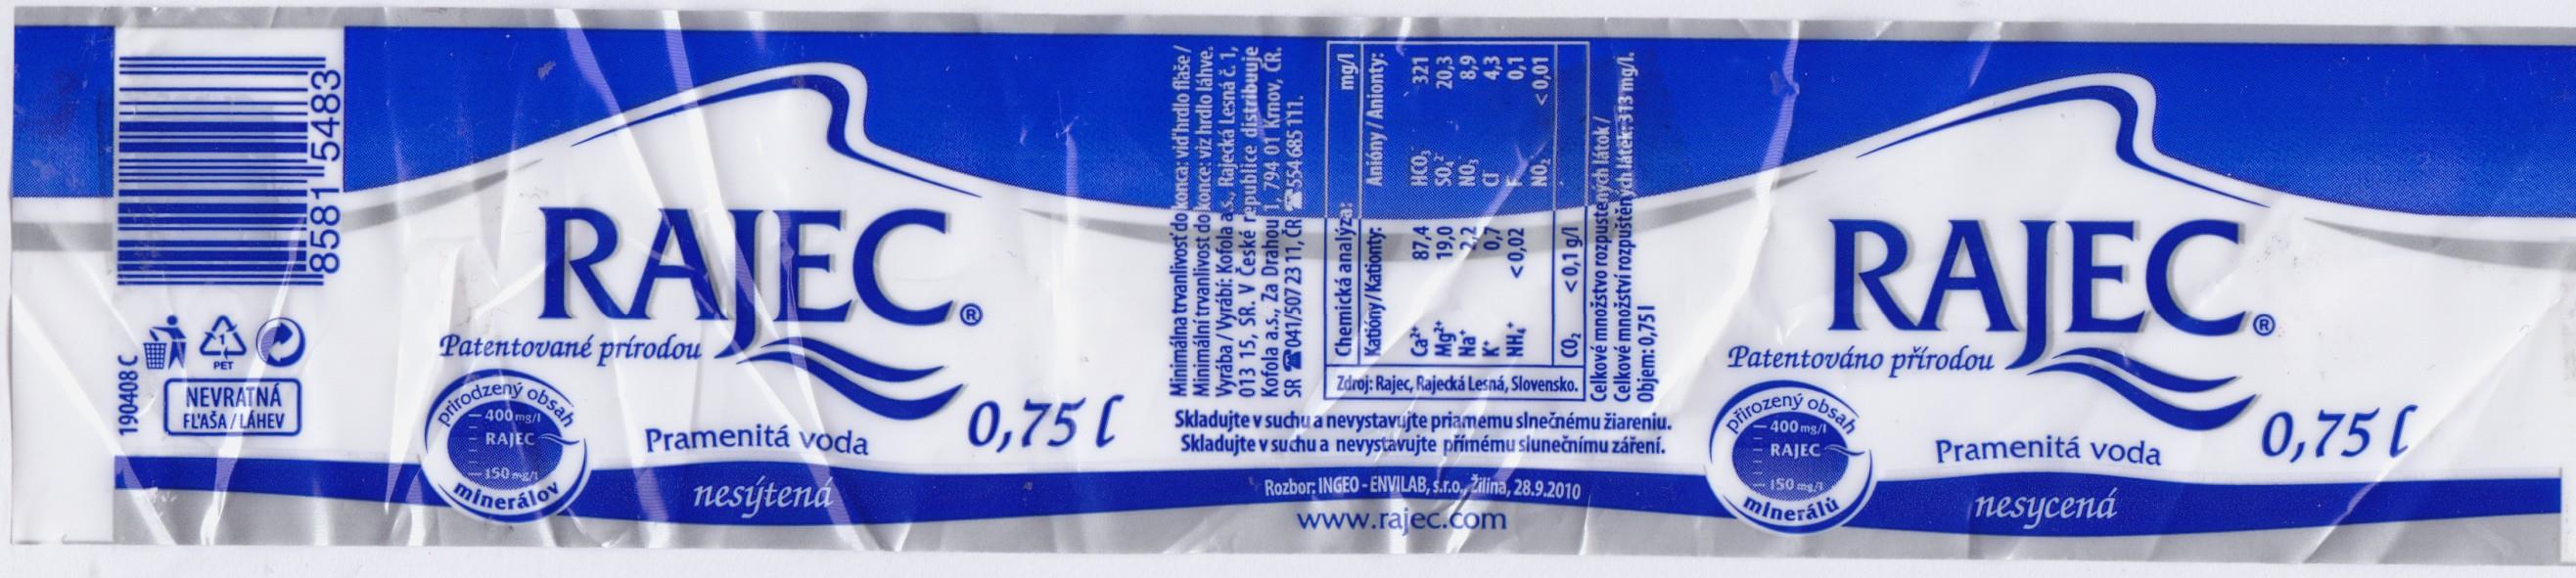 8581 5483
190408 C
1
PET
NEVRATNÁ
FĽAŠA / LÁHEV
RAJEC®
Patentované prírodou
prirodzený obsah
400 mg/l
RAJEC
150 mg/l
minerálov
Pramenitá voda
0,75 l
nesýtená
Minimálna trvanlivosť do konca: viď hrdlo fľaše /
Minimální trvanlivost do konce: viz hrdlo láhve.
Vyrába / Vyrábí: Kofola a.s., Rajecká Lesná č. 1,
013 15, SR. V České republice distribuuje
Kofola a.s., Za Drahou 1, 794 01 Krnov, ČR.
SR ☎041/507 23 11, ČR ☎554 685 111.
Chemická analýza: mg/l
Katióny / Kationty: Anióny / Anionty:
Ca²⁺ 87,4 HCO₃⁻ 321
Mg²⁺ 19,0 SO₄²⁻ 20,3
Na⁺ 2,2 NO₃⁻ 8,9
K⁺ 0,7 Cl⁻ 4,3
NH₄⁺ < 0,02 F⁻ 0,1
NO₂⁻ < 0,01
CO₂ < 0,1 g/l
Zdroj: Rajec, Rajecká Lesná, Slovensko.
Celkové množstvo rozpustených látok /
Celkové množství rozpuštěných látek: 313 mg/l.
Objem: 0,75 l
Skladujte v suchu a nevystavujte priamemu slnečnému žiareniu.
Skladujte v suchu a nevystavujte přímému slunečnímu záření.
Rozbor: INGEO - ENVILAB, s.r.o., Žilina, 28.9.2010
www.rajec.com
RAJEC®
Patentováno přírodou
přirozený obsah
400 mg/l
RAJEC
150 mg/l
minerálů
Pramenitá voda
0,75 l
nesycená